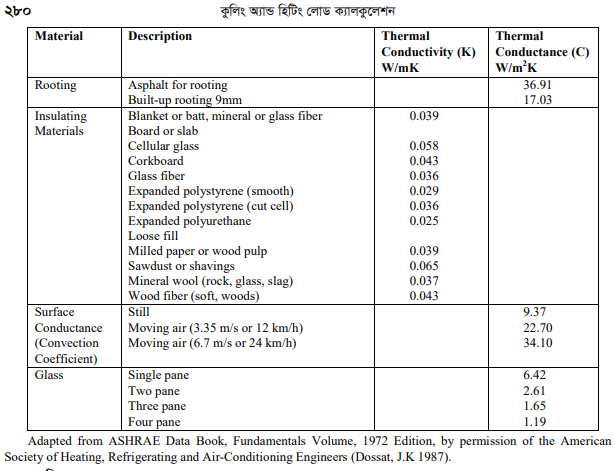 ২৮০ কুলিং অ্যান্ড হিটিং লোড ক্যালকুলেশন
Material Description Thermal Conductivity (K) W/mK Thermal Conductance (C) W/m²K
Rooting Asphalt for rooting 36.91
Built-up rooting 9mm 17.03
Insulating Materials Blanket or batt, mineral or glass fiber 0.039
Board or slab
Cellular glass 0.058
Corkboard 0.043
Glass fiber 0.036
Expanded polystyrene (smooth) 0.029
Expanded polystyrene (cut cell) 0.036
Expanded polyurethane 0.025
Loose fill
Milled paper or wood pulp 0.039
Sawdust or shavings 0.065
Mineral wool (rock, glass, slag) 0.037
Wood fiber (soft, woods) 0.043
Surface Conductance (Convection Coefficient) Still 9.37
Moving air (3.35 m/s or 12 km/h) 22.70
Moving air (6.7 m/s or 24 km/h) 34.10
Glass Single pane 6.42
Two pane 2.61
Three pane 1.65
Four pane 1.19
Adapted from ASHRAE Data Book, Fundamentals Volume, 1972 Edition, by permission of the American
Society of Heating, Refrigerating and Air-Conditioning Engineers (Dossat, J.K 1987).